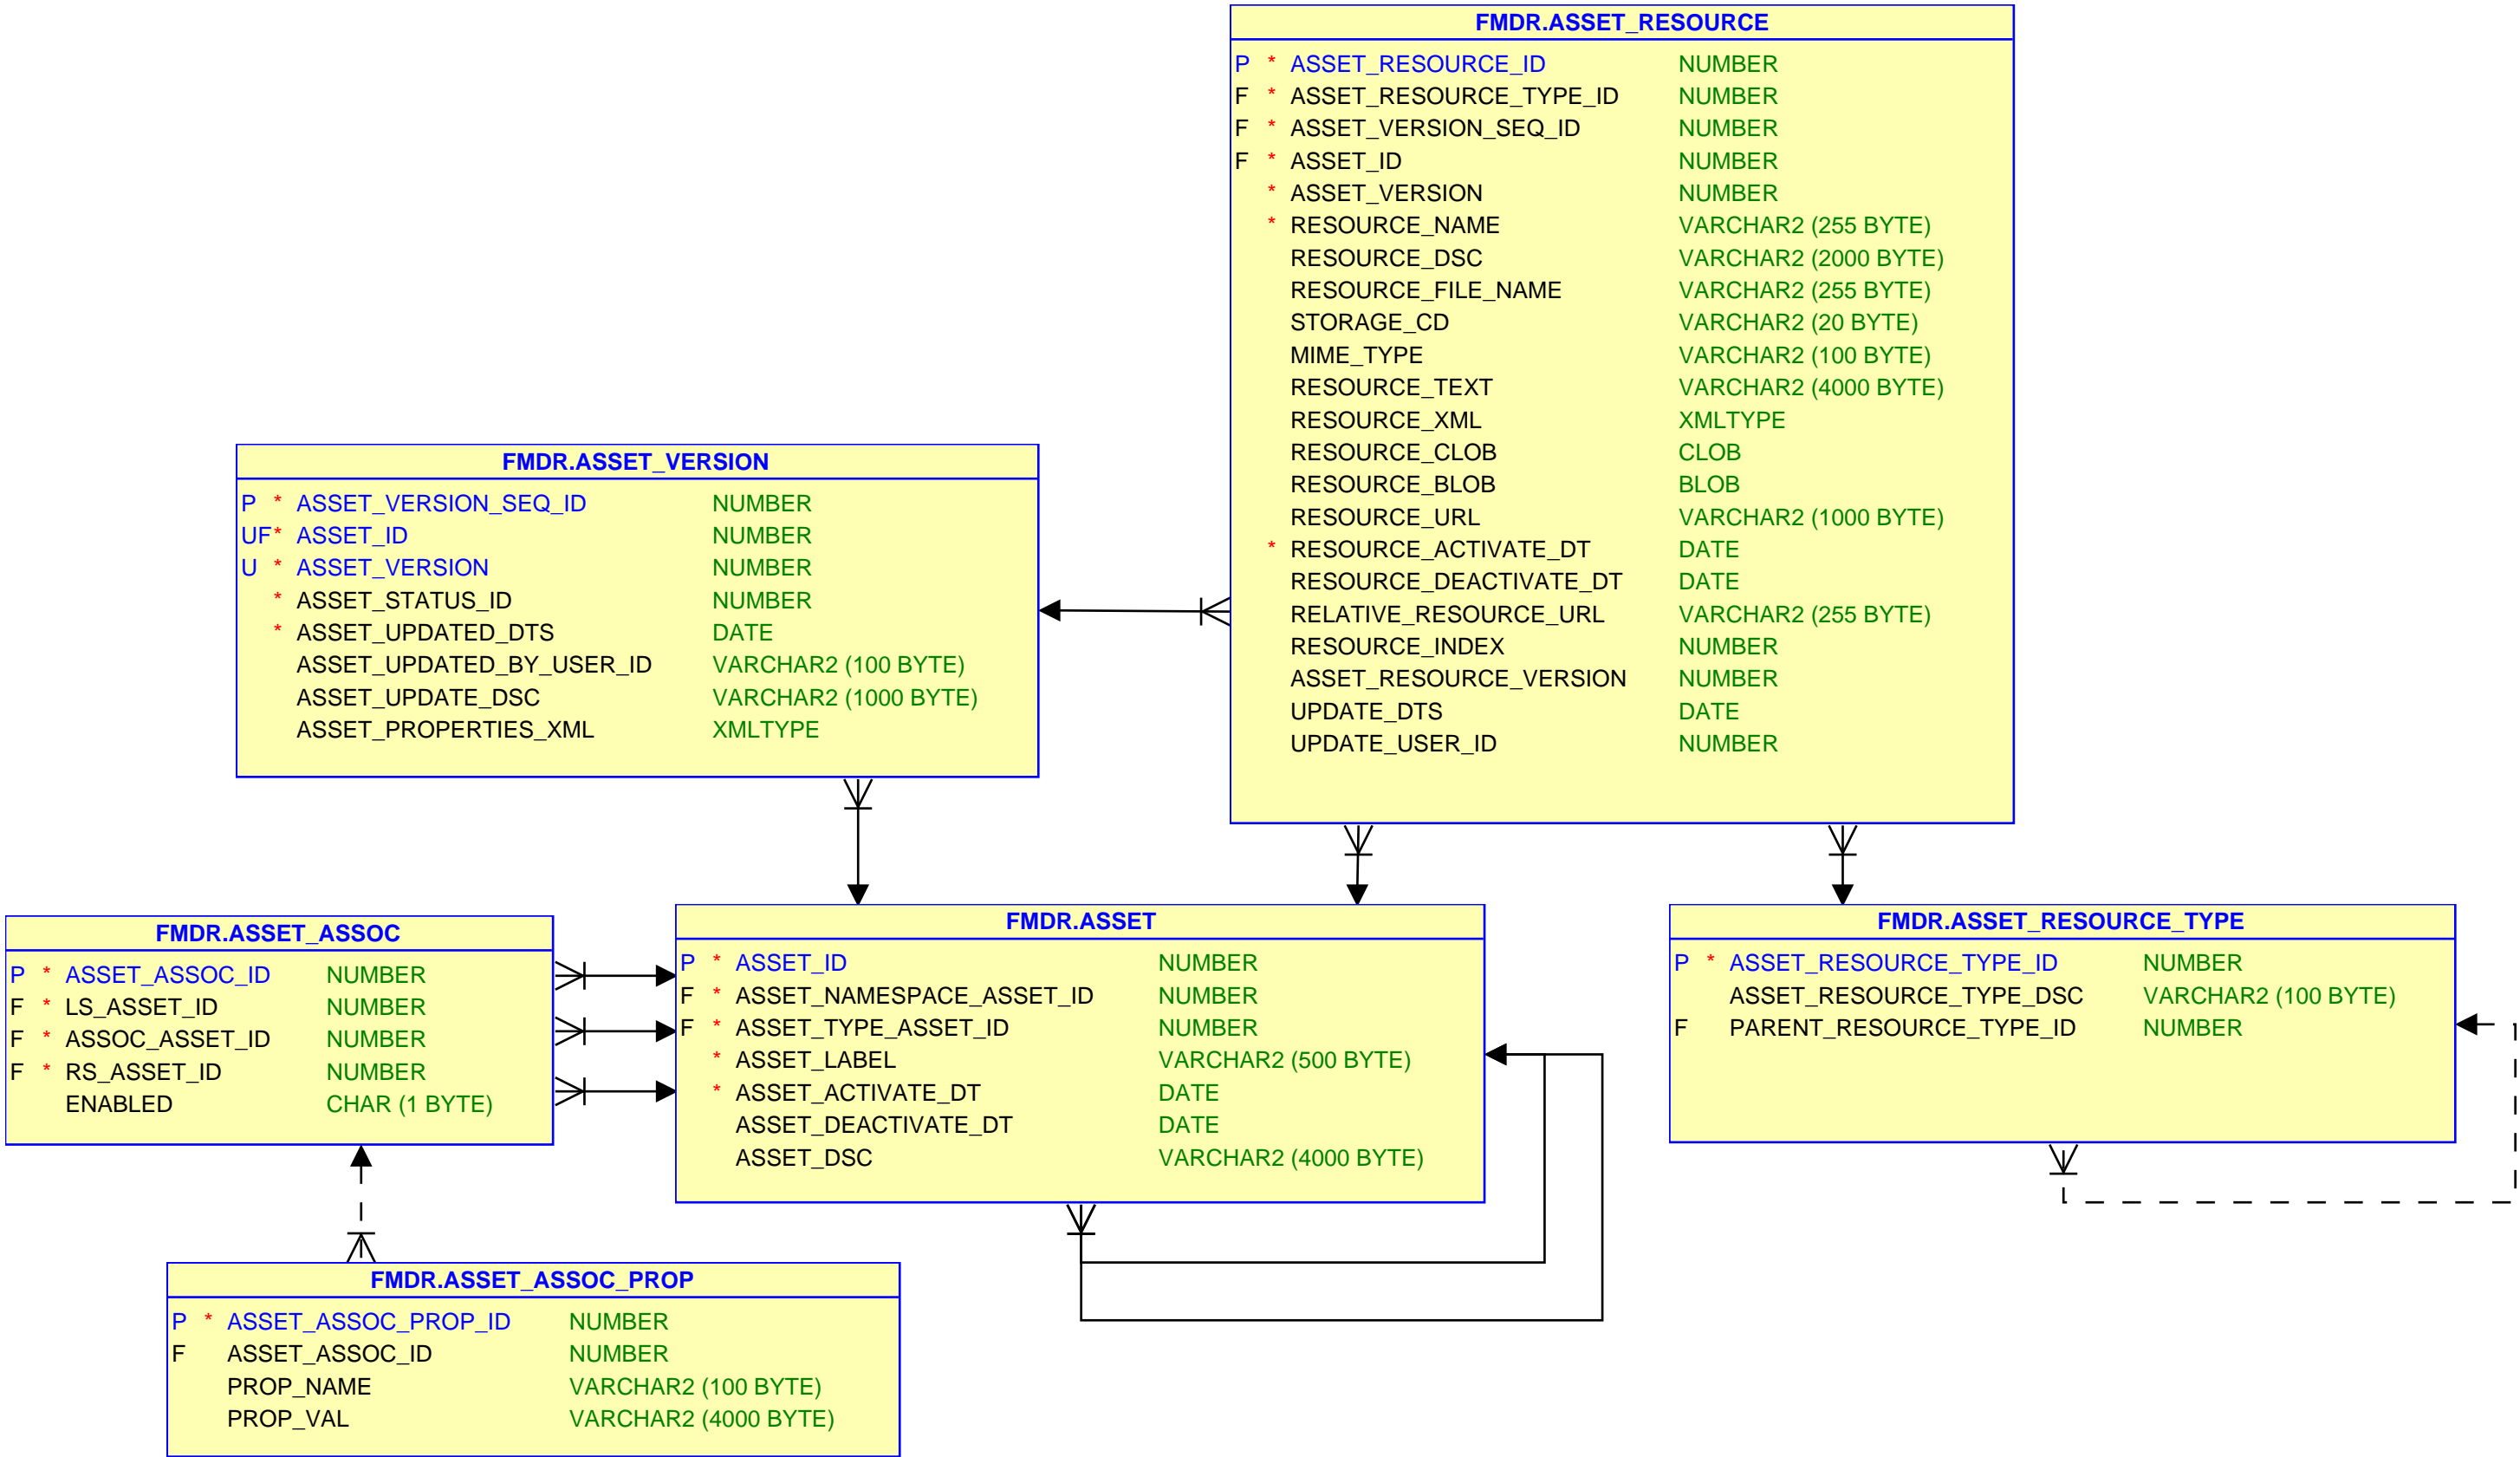 FMDR.ASSET_RESOURCE
P * ASSET_RESOURCE_ID NUMBER
F * ASSET_RESOURCE_TYPE_ID NUMBER
F * ASSET_VERSION_SEQ_ID NUMBER
F * ASSET_ID NUMBER
* ASSET_VERSION NUMBER
* RESOURCE_NAME VARCHAR2 (255 BYTE)
RESOURCE_DSC VARCHAR2 (2000 BYTE)
RESOURCE_FILE_NAME VARCHAR2 (255 BYTE)
STORAGE_CD VARCHAR2 (20 BYTE)
MIME_TYPE VARCHAR2 (100 BYTE)
RESOURCE_TEXT VARCHAR2 (4000 BYTE)
RESOURCE_XML XMLTYPE
RESOURCE_CLOB CLOB
RESOURCE_BLOB BLOB
RESOURCE_URL VARCHAR2 (1000 BYTE)
* RESOURCE_ACTIVATE_DT DATE
RESOURCE_DEACTIVATE_DT DATE
RELATIVE_RESOURCE_URL VARCHAR2 (255 BYTE)
RESOURCE_INDEX NUMBER
ASSET_RESOURCE_VERSION NUMBER
UPDATE_DTS DATE
UPDATE_USER_ID NUMBER
FMDR.ASSET_VERSION
P * ASSET_VERSION_SEQ_ID NUMBER
UF* ASSET_ID NUMBER
U * ASSET_VERSION NUMBER
* ASSET_STATUS_ID NUMBER
* ASSET_UPDATED_DTS DATE
ASSET_UPDATED_BY_USER_ID VARCHAR2 (100 BYTE)
ASSET_UPDATE_DSC VARCHAR2 (1000 BYTE)
ASSET_PROPERTIES_XML XMLTYPE
FMDR.ASSET_ASSOC
P * ASSET_ASSOC_ID NUMBER
F * LS_ASSET_ID NUMBER
F * ASSOC_ASSET_ID NUMBER
F * RS_ASSET_ID NUMBER
ENABLED CHAR (1 BYTE)
FMDR.ASSET
P * ASSET_ID NUMBER
F * ASSET_NAMESPACE_ASSET_ID NUMBER
F * ASSET_TYPE_ASSET_ID NUMBER
* ASSET_LABEL VARCHAR2 (500 BYTE)
* ASSET_ACTIVATE_DT DATE
ASSET_DEACTIVATE_DT DATE
ASSET_DSC VARCHAR2 (4000 BYTE)
FMDR.ASSET_RESOURCE_TYPE
P * ASSET_RESOURCE_TYPE_ID NUMBER
ASSET_RESOURCE_TYPE_DSC VARCHAR2 (100 BYTE)
F PARENT_RESOURCE_TYPE_ID NUMBER
FMDR.ASSET_ASSOC_PROP
P * ASSET_ASSOC_PROP_ID NUMBER
F ASSET_ASSOC_ID NUMBER
PROP_NAME VARCHAR2 (100 BYTE)
PROP_VAL VARCHAR2 (4000 BYTE)